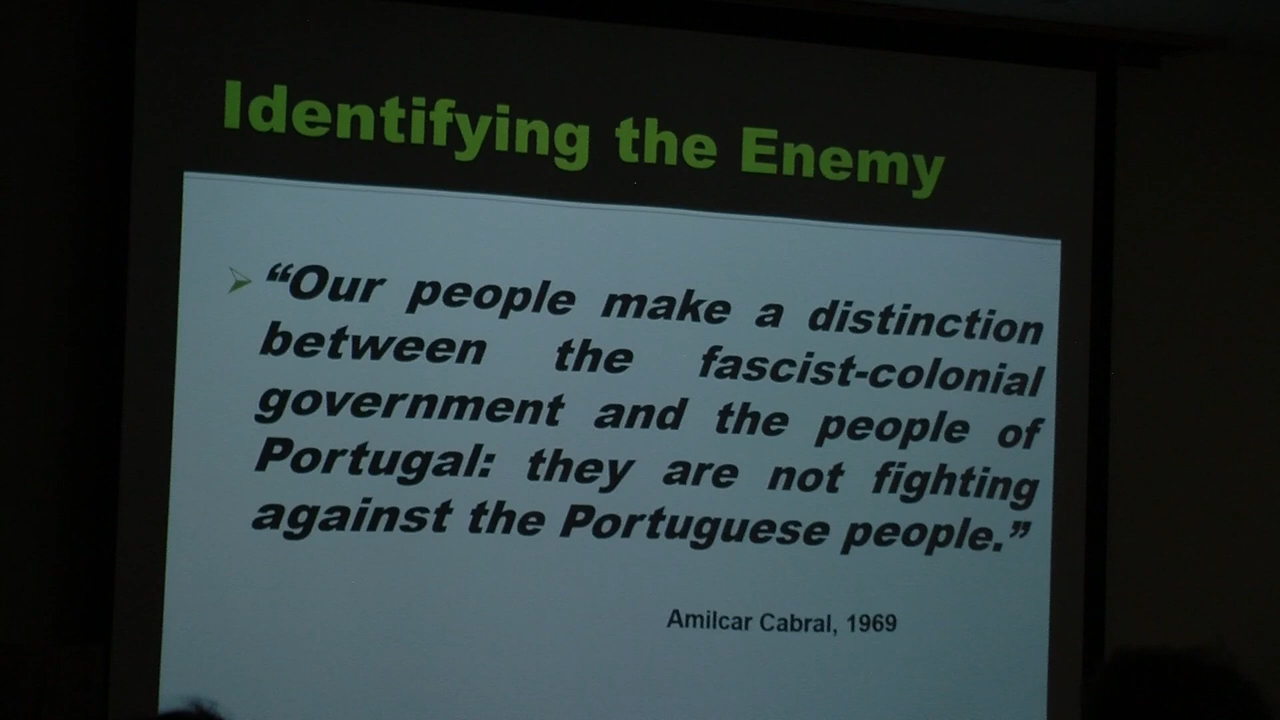 Identifying the Enemy
“Our people make a distinction
between the fascist-colonial
government and the people of
Portugal: they are not fighting
against the Portuguese people.”
Amilcar Cabral, 1969